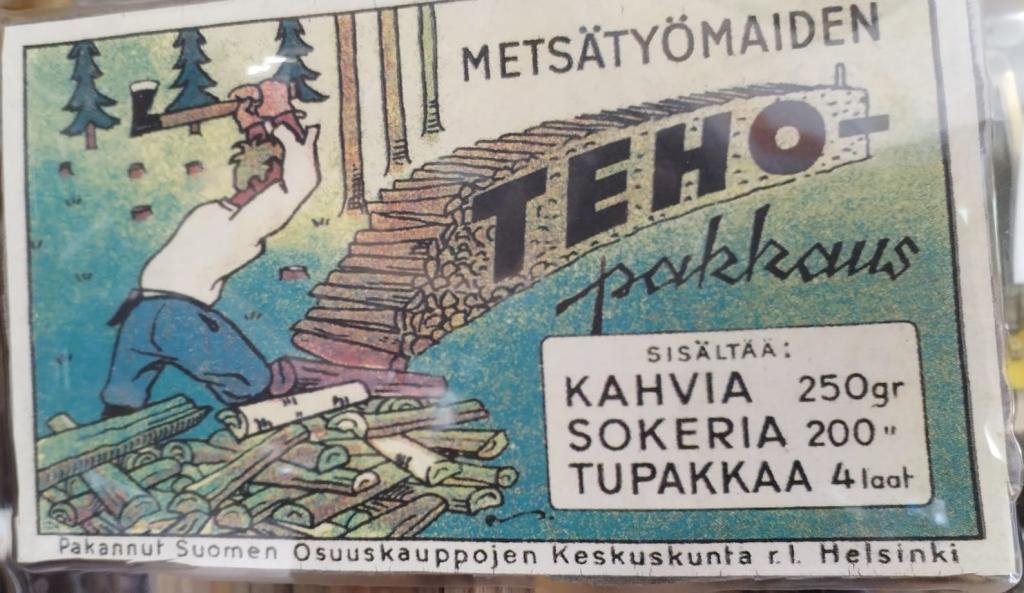 METSÄTYÖMAIDEN
TEHO-
pakkaus
SISÄLTÄÄ:
KAHVIA 250gr
SOKERIA 200 "
TUPAKKAA 4 laat
Pakannut Suomen Osuuskauppojen Keskuskunta r.l. Helsinki